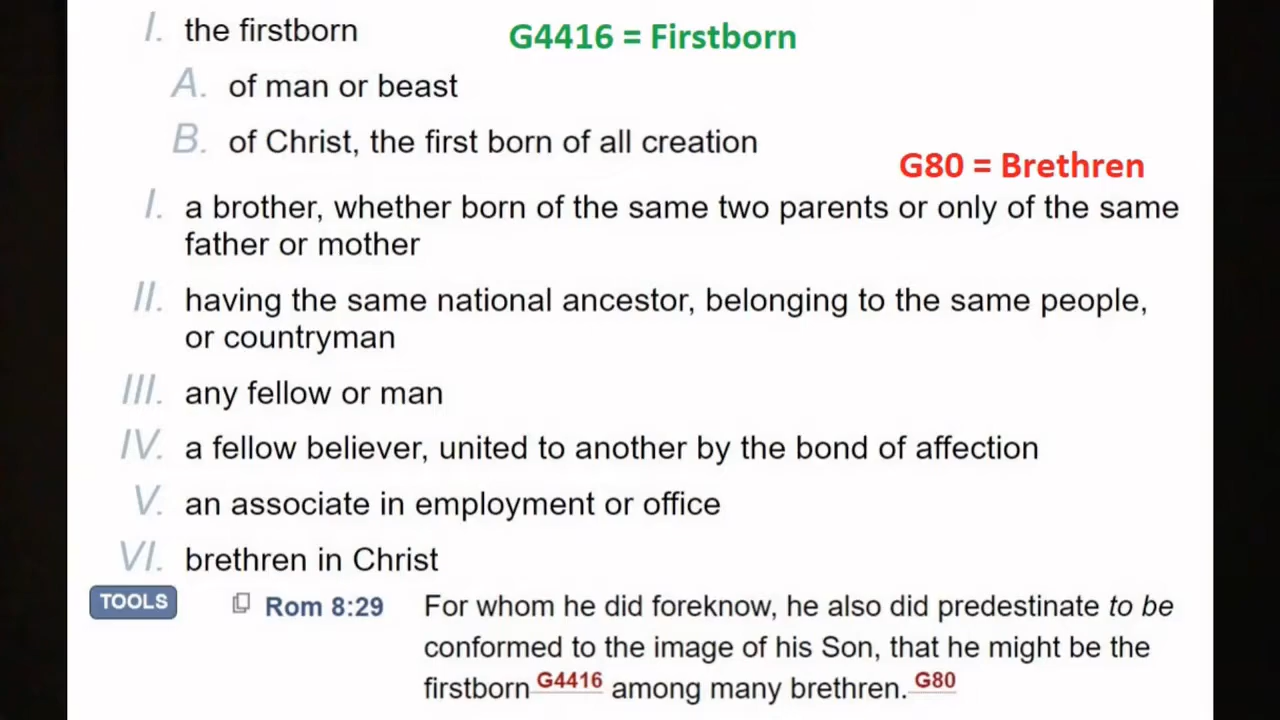 I. the firstborn
G4416 = Firstborn
A. of man or beast
B. of Christ, the first born of all creation
G80 = Brethren
I. a brother, whether born of the same two parents or only of the same
father or mother
II. having the same national ancestor, belonging to the same people,
or countryman
III. any fellow or man
IV. a fellow believer, united to another by the bond of affection
V. an associate in employment or office
VI. brethren in Christ
TOOLS Rom 8:29 For whom he did foreknow, he also did predestinate to be
conformed to the image of his Son, that he might be the
firstborn G4416 among many brethren. G80